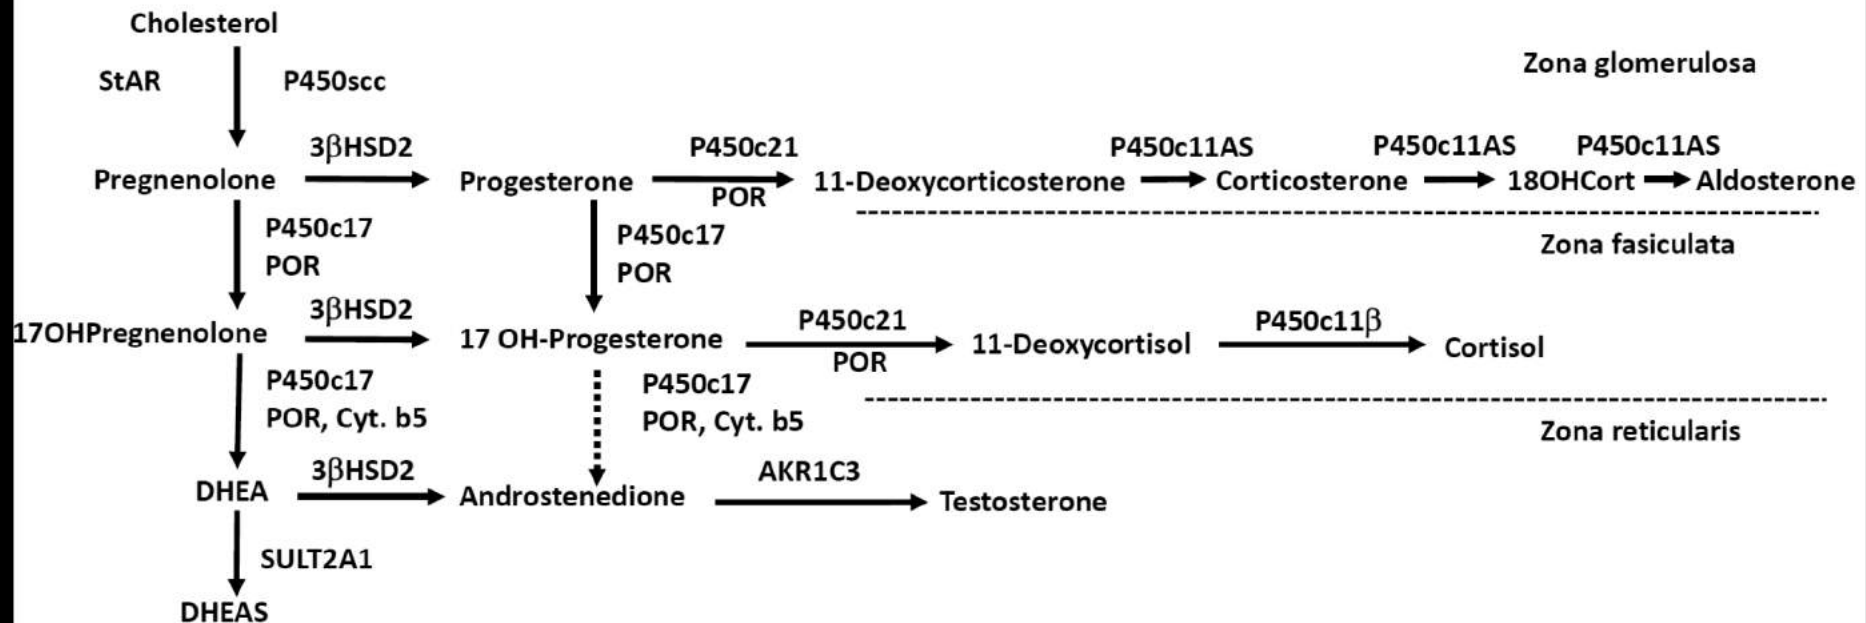 Cholesterol
StAR P450scc
Zona glomerulosa
3βHSD2 P450c21 P450c11AS P450c11AS P450c11AS
Pregnenolone Progesterone 11-Deoxycorticosterone Corticosterone 18OHCort Aldosterone
POR
P450c17 P450c17
POR POR
Zona fasiculata
3βHSD2 P450c21 P450c11β
17OHPregnenolone 17 OH-Progesterone 11-Deoxycortisol Cortisol
POR
P450c17 P450c17
POR, Cyt. b5 POR, Cyt. b5
Zona reticularis
3βHSD2 AKR1C3
DHEA Androstenedione Testosterone
SULT2A1
DHEAS